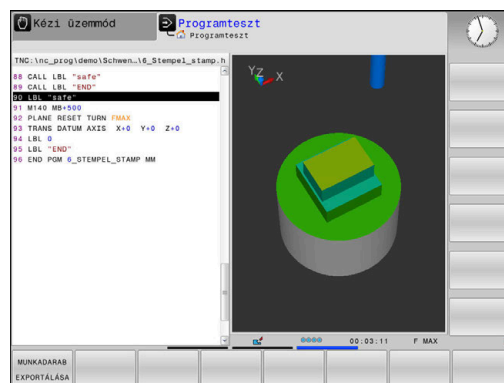 Kézi üzemmód
Programteszt
Programteszt
TNC:\nc_prog\demo\Schwen…\6_Stempel_stamp.h
88 CALL LBL "safe"
89 CALL LBL "END"
90 LBL "safe"
91 M140 MB+500
92 PLANE RESET TURN FMAX
93 TRANS DATUM AXIS X+0 Y+0 Z+0
94 LBL 0
95 LBL "END"
96 END PGM 6_STEMPEL_STAMP MM
Y Z X
00:03:11 F MAX
MUNKADARAB
EXPORTÁLÁSA